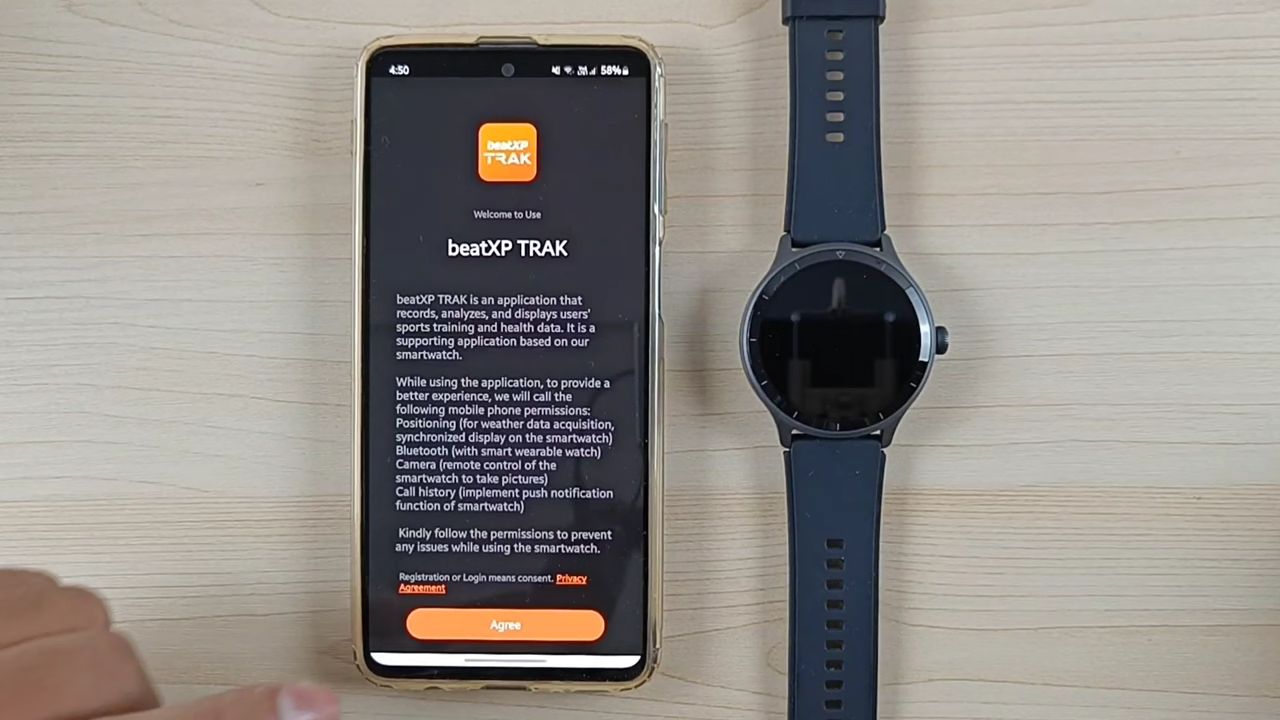 4:50
58%
beatXP
TRAK
Welcome to Use
beatXP TRAK
beatXP TRAK is an application that
records, analyzes, and displays users'
sports training and health data. It is a
supporting application based on our
smartwatch.
While using the application, to provide a
better experience, we will call the
following mobile phone permissions:
Positioning (for weather data acquisition,
synchronized display on the smartwatch)
Bluetooth (with smart wearable watch)
Camera (remote control of the
smartwatch to take pictures)
Call history (implement push notification
function of smartwatch)
Kindly follow the permissions to prevent
any issues while using the smartwatch.
Registration or Login means consent. Privacy
Agreement
Agree